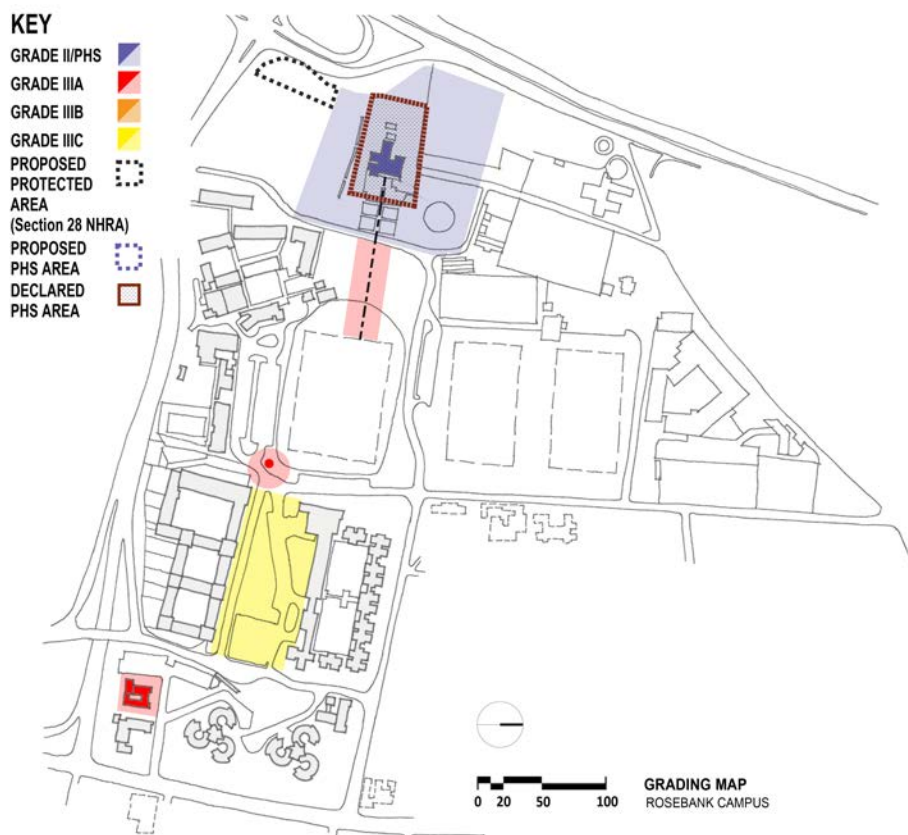 KEY
GRADE II/PHS
GRADE IIIA
GRADE IIIB
GRADE IIIC
PROPOSED
PROTECTED
AREA
(Section 28 NHRA)
PROPOSED
PHS AREA
DECLARED
PHS AREA
0 20 50 100
GRADING MAP
ROSEBANK CAMPUS